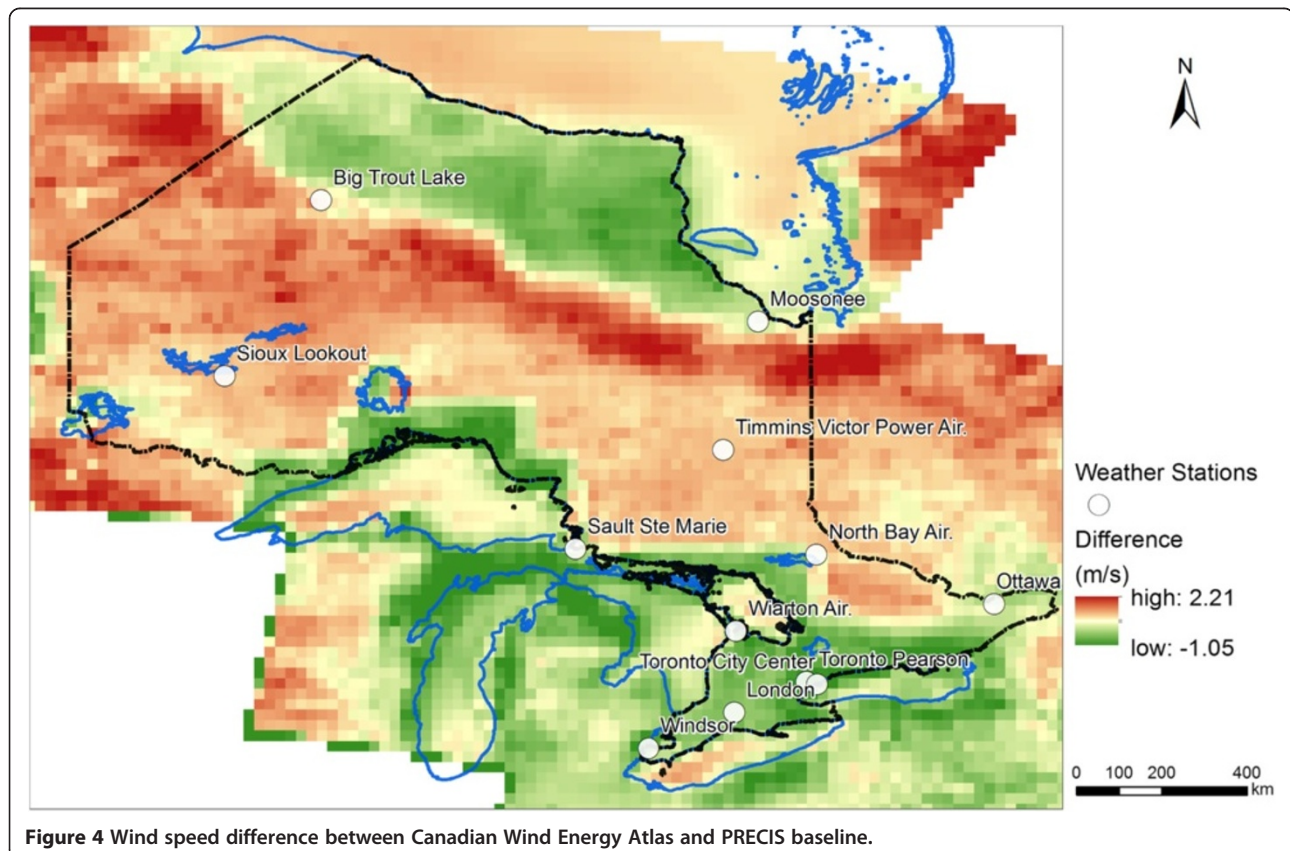 N
Big Trout Lake
Moosonee
Sioux Lookout
Timmins Victor Power Air.
Weather Stations
Sault Ste Marie
North Bay Air.
Difference
(m/s)
Ottawa
high: 2.21
Wiarton Air.
low: -1.05
Toronto City Center
Toronto Pearson
London
Windsor
0 100 200 400
km
Figure 4 Wind speed difference between Canadian Wind Energy Atlas and PRECIS baseline.